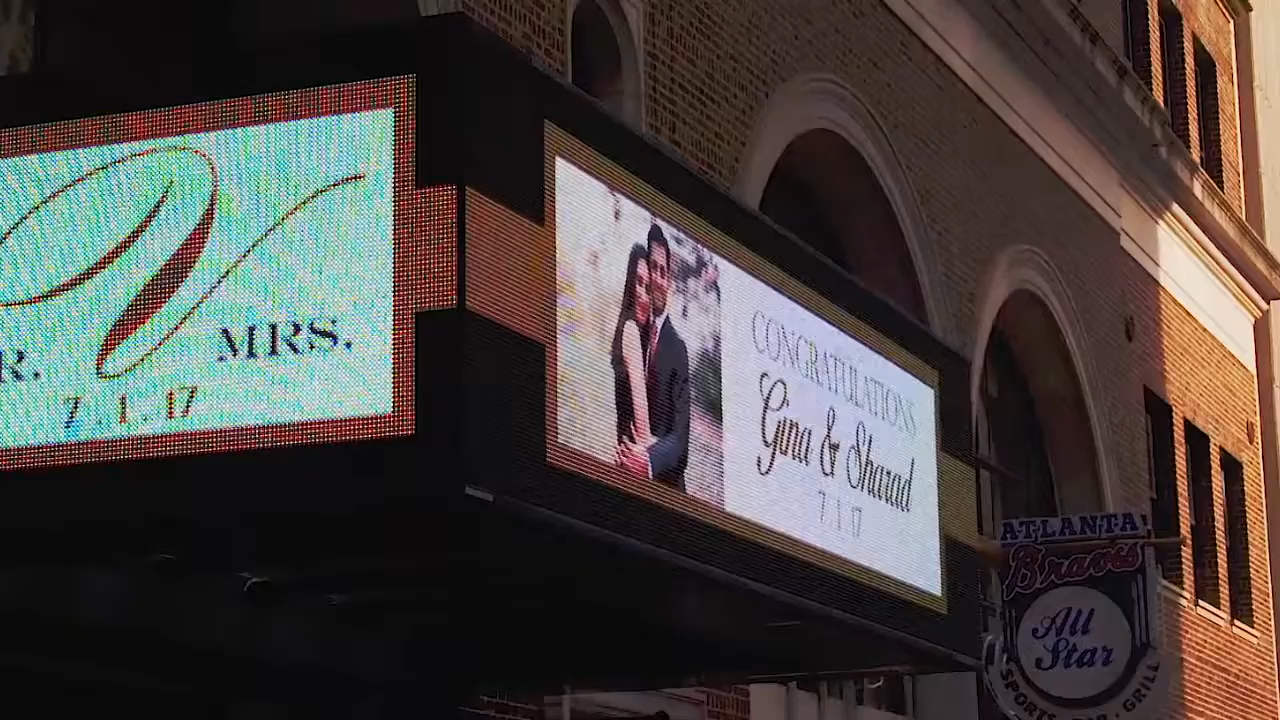 V
MRS.
7.1.17
CONGRATULATIONS
Gina & Sharad
7.1.17
ATLANTA
Braves
All
Star
SPORTS
GRILL